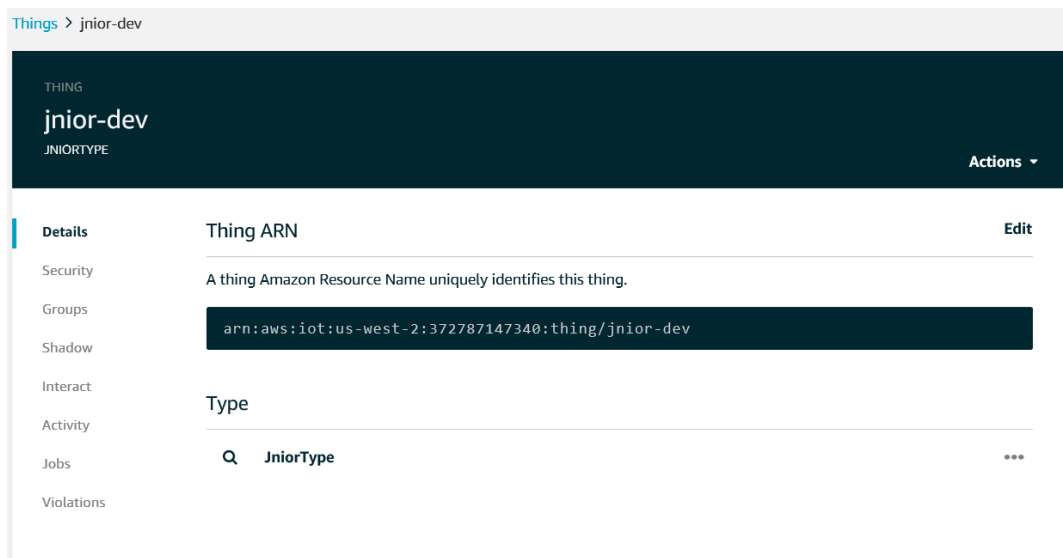 Things > jnior-dev
THING
jnior-dev
JNIORTYPE
Actions
Details
Security
Groups
Shadow
Interact
Activity
Jobs
Violations
Thing ARN
Edit
A thing Amazon Resource Name uniquely identifies this thing.
arn:aws:iot:us-west-2:372787147340:thing/jnior-dev
Type
JniorType